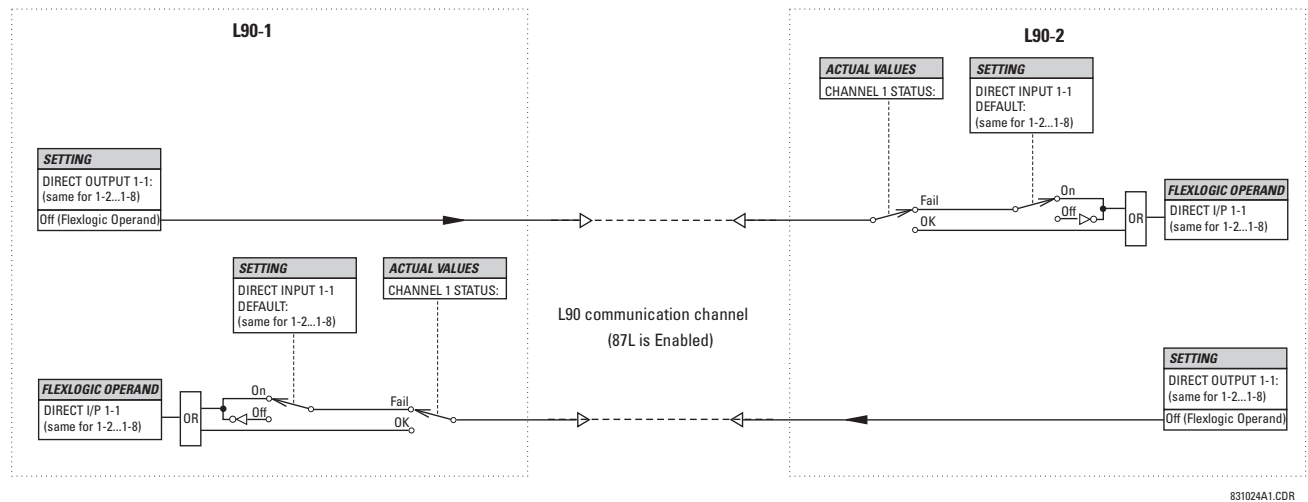 L90-1
L90-2
ACTUAL VALUES
CHANNEL 1 STATUS:
SETTING
DIRECT INPUT 1-1
DEFAULT:
(same for 1-2...1-8)
SETTING
DIRECT OUTPUT 1-1:
(same for 1-2...1-8)
Off (Flexlogic Operand)
Fail
OK
On
Off
OR
FLEXLOGIC OPERAND
DIRECT I/P 1-1
(same for 1-2...1-8)
SETTING
DIRECT INPUT 1-1
DEFAULT:
(same for 1-2...1-8)
ACTUAL VALUES
CHANNEL 1 STATUS:
L90 communication channel
(87L is Enabled)
FLEXLOGIC OPERAND
DIRECT I/P 1-1
(same for 1-2...1-8)
OR
On
Off
Fail
OK
SETTING
DIRECT OUTPUT 1-1:
(same for 1-2...1-8)
Off (Flexlogic Operand)
831024A1.CDR